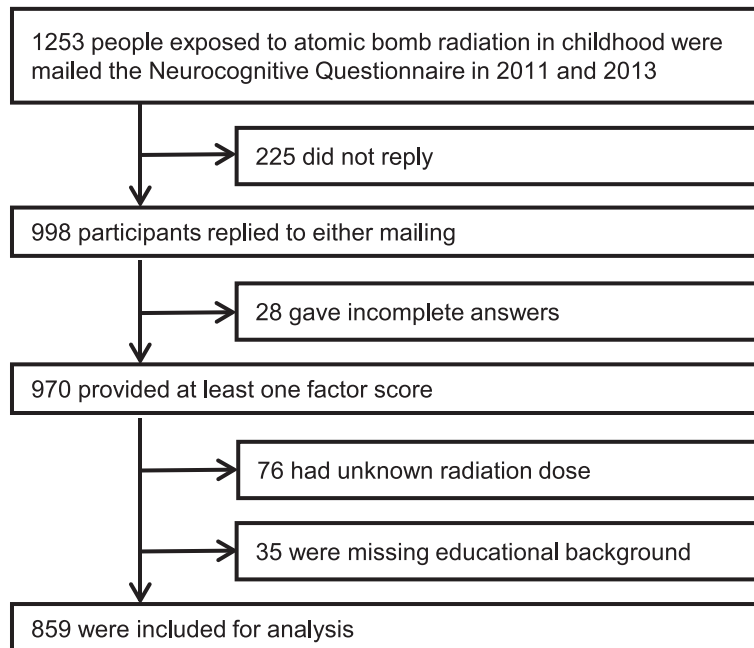 1253 people exposed to atomic bomb radiation in childhood were
mailed the Neurocognitive Questionnaire in 2011 and 2013
225 did not reply
998 participants replied to either mailing
28 gave incomplete answers
970 provided at least one factor score
76 had unknown radiation dose
35 were missing educational background
859 were included for analysis